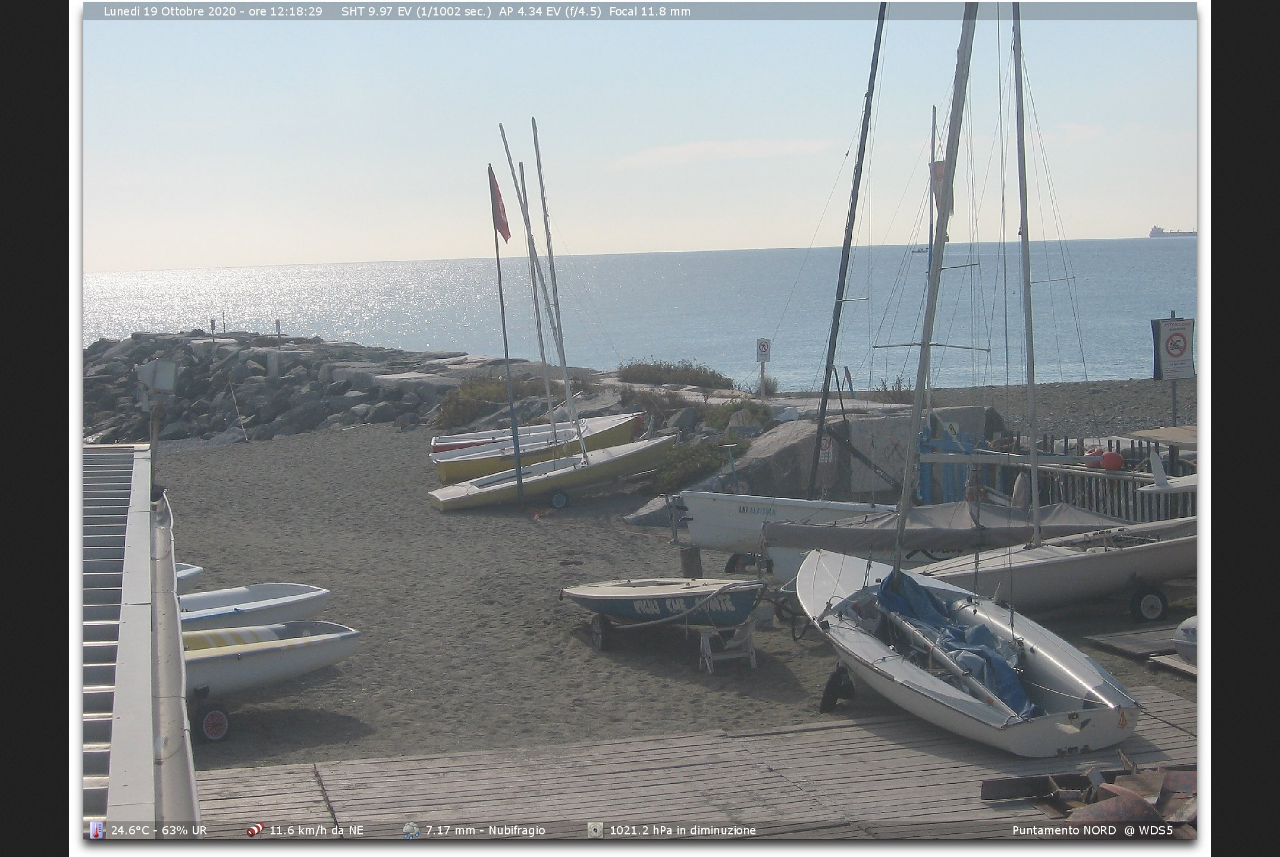 Lunedi 19 Ottobre 2020 - ore 12:18:29 SHT 9.97 EV (1/1002 sec.) AP 4.34 EV (f/4.5) Focal 11.8 mm
24.6°C - 63% UR 11.6 km/h da NE 7.17 mm - Nubifragio 1021.2 hPa in diminuzione Puntamento NORD @ WDS5